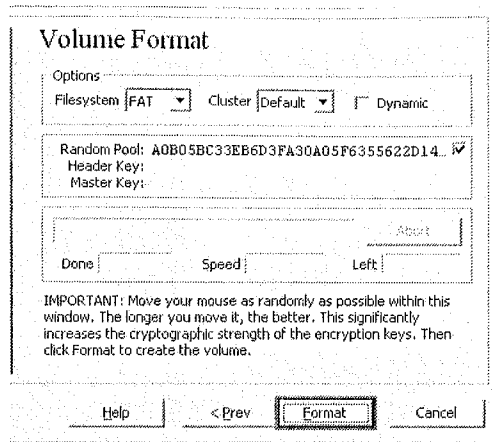 Volume Format
Options
Filesystem FAT Cluster Default Dynamic
Random Pool: A0B05BC33EB6D3FA30A05F6355622D14...
Header Key:
Master Key:
Abort
Done Speed Left
IMPORTANT: Move your mouse as randomly as possible within this
window. The longer you move it, the better. This significantly
increases the cryptographic strength of the encryption keys. Then
click Format to create the volume.
Help < Prev Format Cancel